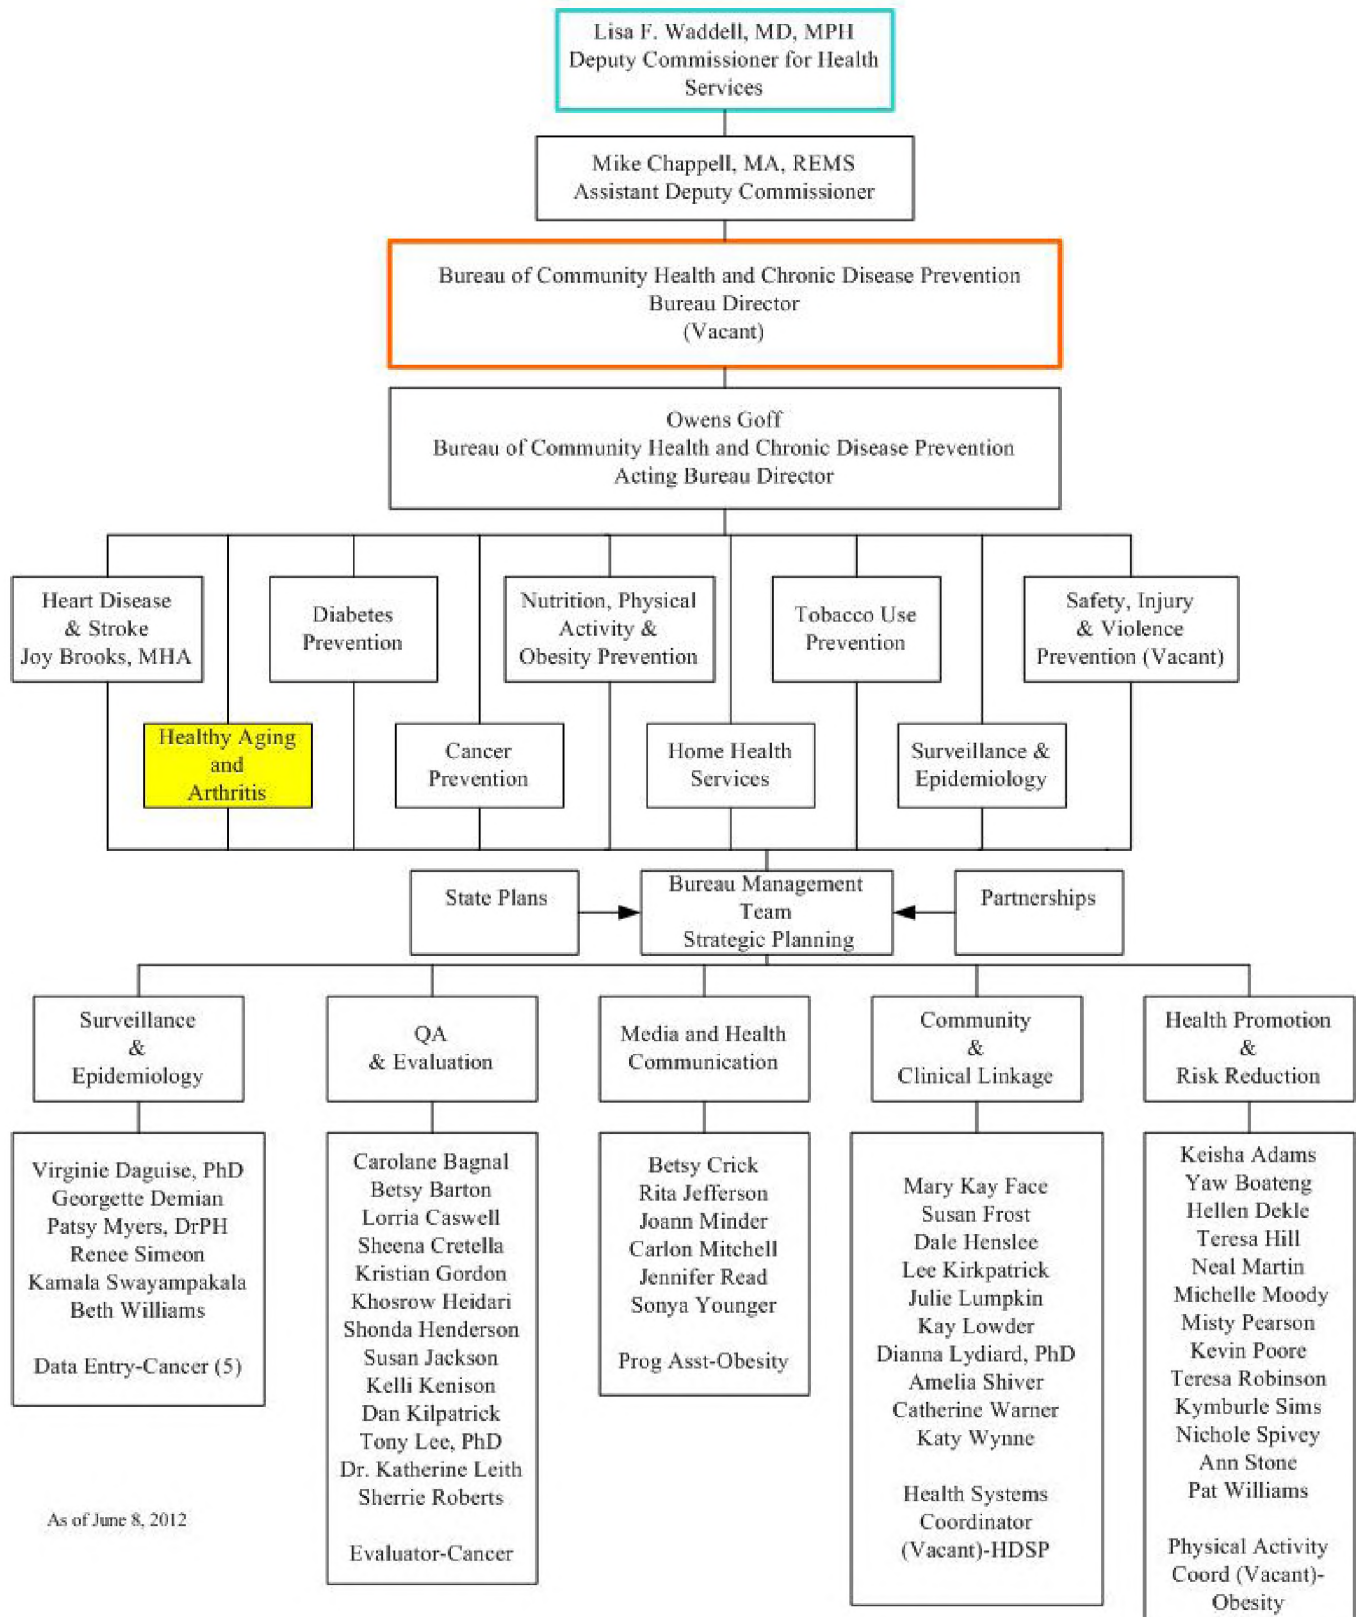 Lisa F. Waddell, MD, MPH
Deputy Commissioner for Health
Services
Mike Chappell, MA, REMS
Assistant Deputy Commissioner
Bureau of Community Health and Chronic Disease Prevention
Bureau Director
(Vacant)
Owens Goff
Bureau of Community Health and Chronic Disease Prevention
Acting Bureau Director
Heart Disease
& Stroke
Joy Brooks, MHA
Diabetes
Prevention
Nutrition, Physical
Activity &
Obesity Prevention
Tobacco Use
Prevention
Safety, Injury
& Violence
Prevention (Vacant)
Healthy Aging
and
Arthritis
Cancer
Prevention
Home Health
Services
Surveillance &
Epidemiology
State Plans
Bureau Management
Team
Strategic Planning
Partnerships
Surveillance
&
Epidemiology
QA
& Evaluation
Media and Health
Communication
Community
&
Clinical Linkage
Health Promotion
&
Risk Reduction
Virginie Daguise, PhD
Georgette Demian
Patsy Myers, DrPH
Renee Simeon
Kamala Swayampakala
Beth Williams
Data Entry-Cancer (5)
Carolane Bagnal
Betsy Barton
Lorria Caswell
Sheena Cretella
Kristian Gordon
Khosrow Heidari
Shonda Henderson
Susan Jackson
Kelli Kenison
Dan Kilpatrick
Tony Lee, PhD
Dr. Katherine Leith
Sherrie Roberts
Evaluator-Cancer
Betsy Crick
Rita Jefferson
Joann Minder
Carlon Mitchell
Jennifer Read
Sonya Younger
Prog Asst-Obesity
Mary Kay Face
Susan Frost
Dale Henslee
Lee Kirkpatrick
Julie Lumpkin
Kay Lowder
Dianna Lydiard, PhD
Amelia Shiver
Catherine Warner
Katy Wynne
Health Systems
Coordinator
(Vacant)-HDSP
Keisha Adams
Yaw Boateng
Hellen Dekle
Teresa Hill
Neal Martin
Michelle Moody
Misty Pearson
Kevin Poore
Teresa Robinson
Kymburle Sims
Nichole Spivey
Ann Stone
Pat Williams
Physical Activity
Coord (Vacant)-
Obesity
As of June 8, 2012